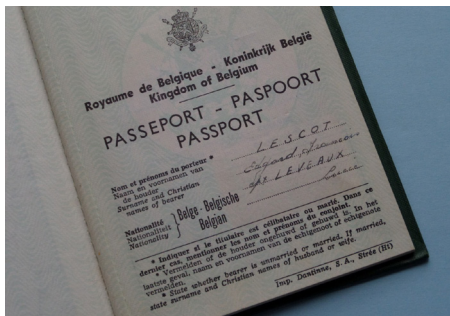 Royaume de Belgique - Koninkrijk België
Kingdom of Belgium
PASSEPORT - PASPOORT
PASSPORT
Nom et prénoms du porteur *
Naam en voornamen van
de houder
Surname and Christian
names of bearer
LESCOT
Edgard, François
LEVEAUX
Nationalité
Nationaliteit
Nationality
Belge - Belgische
Belgian
* Indiquer si le titulaire est célibataire ou marié. Dans ce
dernier cas, mentionner les nom et prénoms du conjoint.
* Vermelden of de houder ongehuwd of gehuwd is. In het
laatste geval, naam en voornamen van de echtgenoot of echtgenote
vermelden.
* State whether bearer is unmarried or married. If married,
state surname and Christian names of husband or wife.
Imp. Dantinne, S. A., Strée (H)